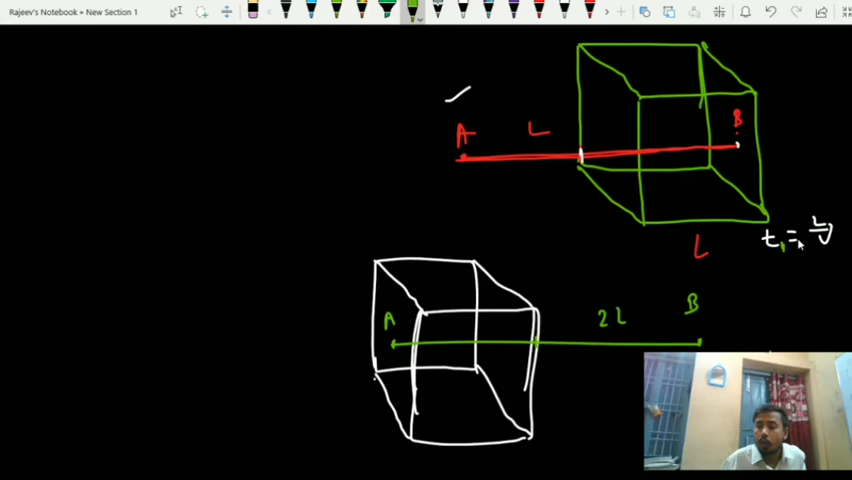 Rajeev's Notebook » New Section 1
A L B
L
t₁ = L/v
A 2L B